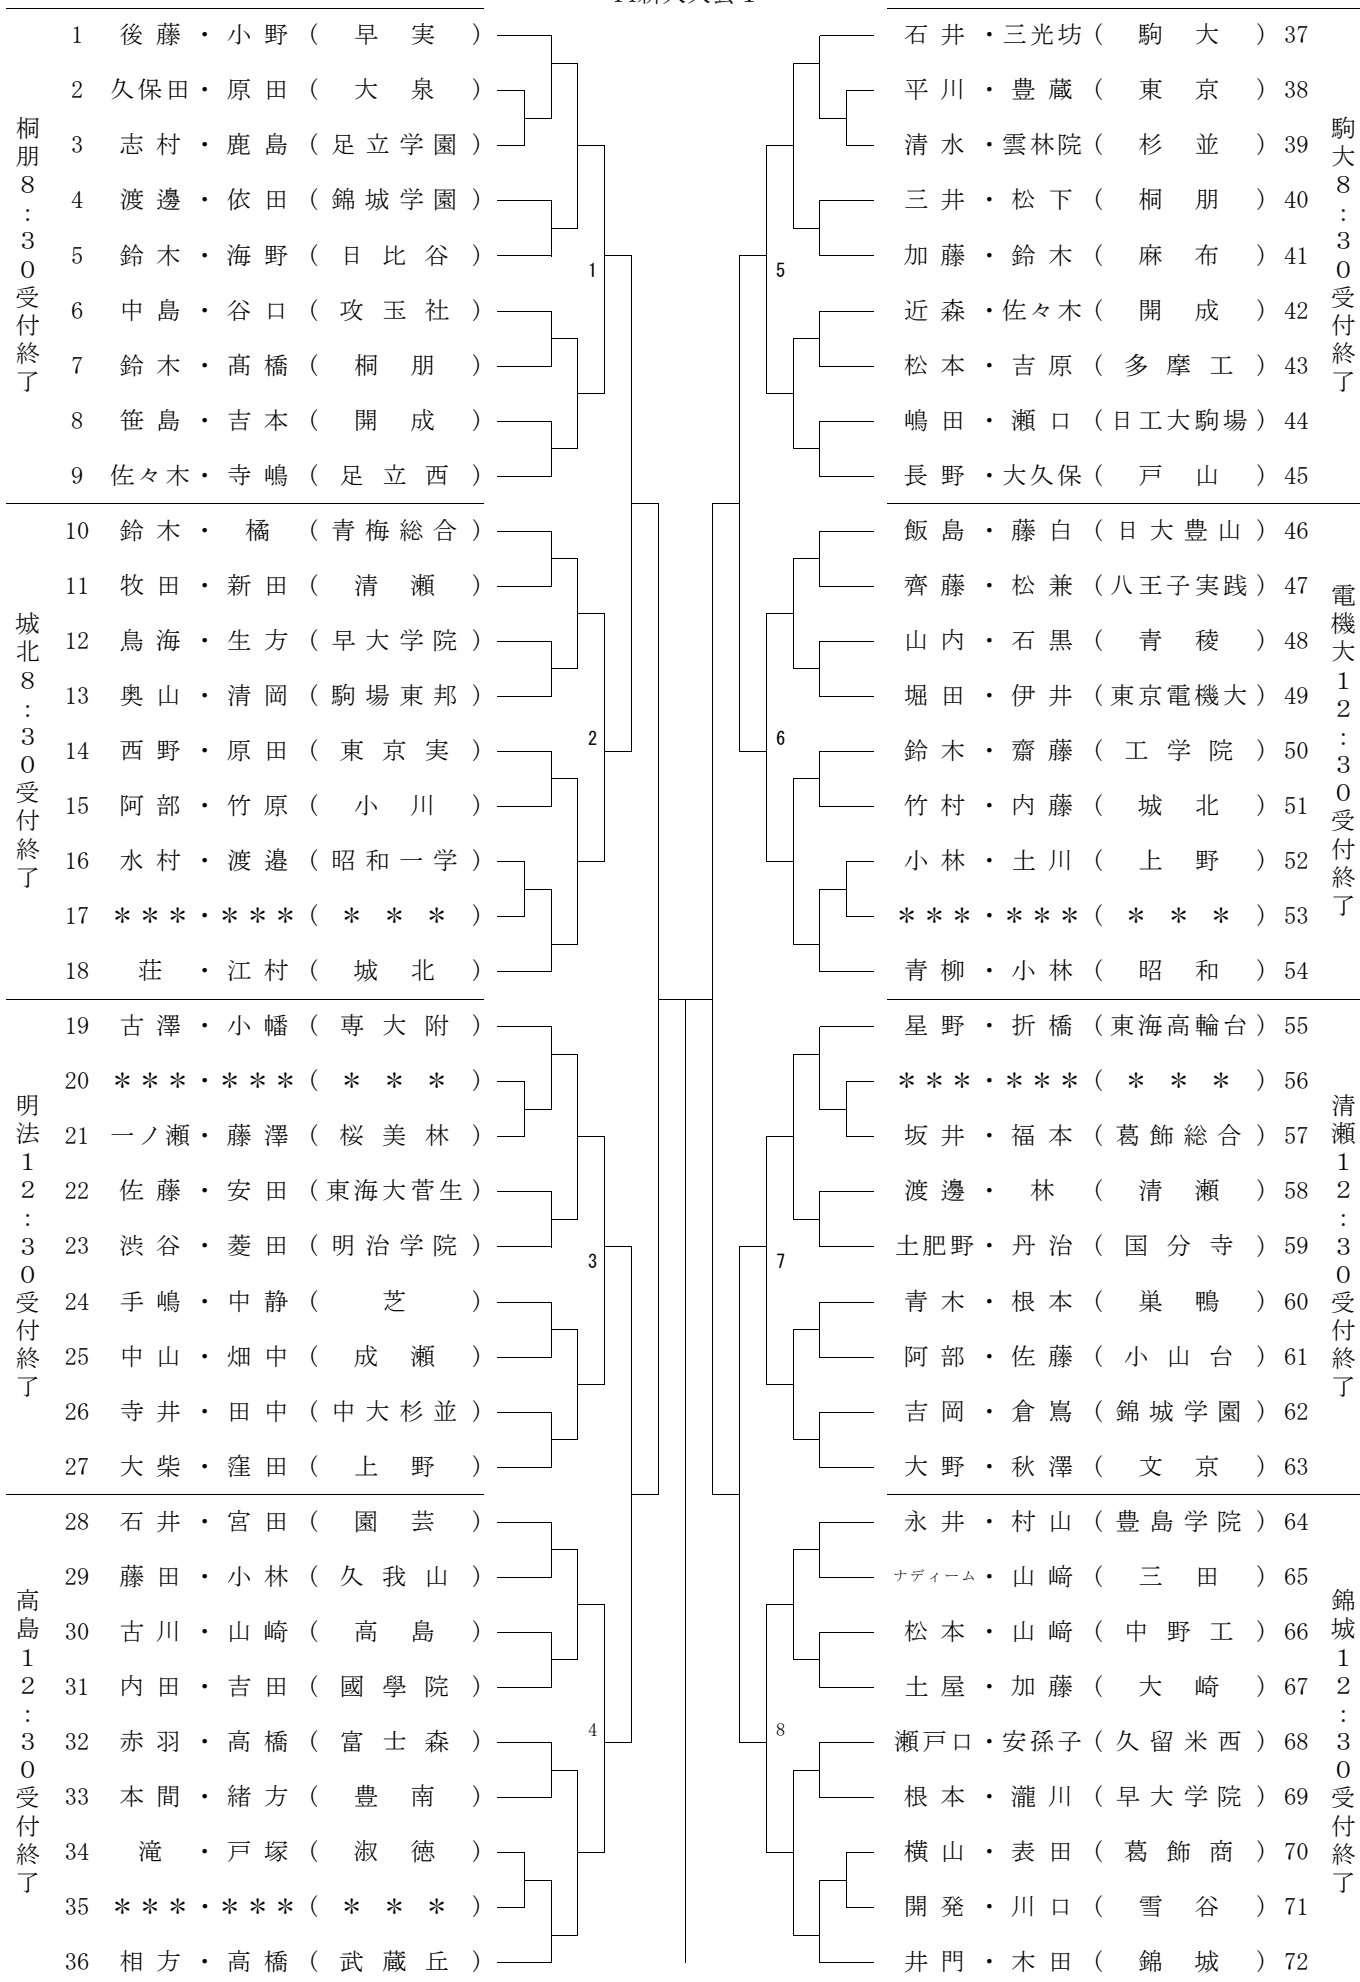 1 後藤・小野(早実)
2 久保田・原田(大泉)
3 志村・鹿島(足立学園)
4 渡邊・依田(錦城学園)
5 鈴木・海野(日比谷)
6 中島・谷口(攻玉社)
7 鈴木・髙橋(桐朋)
8 笹島・吉本(開成)
9 佐々木・寺嶋(足立西)
桐朋8:30受付終了
1
10 鈴木・橘(青梅総合)
11 牧田・新田(清瀬)
12 鳥海・生方(早大学院)
13 奥山・清岡(駒場東邦)
14 西野・原田(東京実)
15 阿部・竹原(小川)
16 水村・渡邉(昭和一学)
17 ***・***(***)
18 荘・江村(城北)
城北8:30受付終了
2
19 古澤・小幡(専大附)
20 ***・***(***)
21 一ノ瀬・藤澤(桜美林)
22 佐藤・安田(東海大菅生)
23 渋谷・菱田(明治学院)
24 手嶋・中静(芝)
25 中山・畑中(成瀬)
26 寺井・田中(中大杉並)
27 大柴・窪田(上野)
明法12:30受付終了
3
28 石井・宮田(園芸)
29 藤田・小林(久我山)
30 古川・山崎(高島)
31 内田・吉田(國學院)
32 赤羽・高橋(富士森)
33 本間・緒方(豊南)
34 滝・戸塚(淑徳)
35 ***・***(***)
36 相方・高橋(武蔵丘)
高島12:30受付終了
4
石井・三光坊(駒大)37
平川・豊蔵(東京)38
清水・雲林院(杉並)39
三井・松下(桐朋)40
加藤・鈴木(麻布)41
近森・佐々木(開成)42
松本・吉原(多摩工)43
嶋田・瀬口(日工大駒場)44
長野・大久保(戸山)45
駒大8:30受付終了
5
飯島・藤白(日大豊山)46
齊藤・松兼(八王子実践)47
山内・石黒(青稜)48
堀田・伊井(東京電機大)49
鈴木・齋藤(工学院)50
竹村・内藤(城北)51
小林・土川(上野)52
***・***(***)53
青柳・小林(昭和)54
電機大12:30受付終了
6
星野・折橋(東海高輪台)55
***・***(***)56
坂井・福本(葛飾総合)57
渡邊・林(清瀬)58
土肥野・丹治(国分寺)59
青木・根本(巣鴨)60
阿部・佐藤(小山台)61
吉岡・倉嶌(錦城学園)62
大野・秋澤(文京)63
清瀬12:30受付終了
7
永井・村山(豊島学院)64
ナディーム・山﨑(三田)65
松本・山﨑(中野工)66
土屋・加藤(大崎)67
瀬戸口・安孫子(久留米西)68
根本・瀧川(早大学院)69
横山・表田(葛飾商)70
開発・川口(雪谷)71
井門・木田(錦城)72
錦城12:30受付終了
8